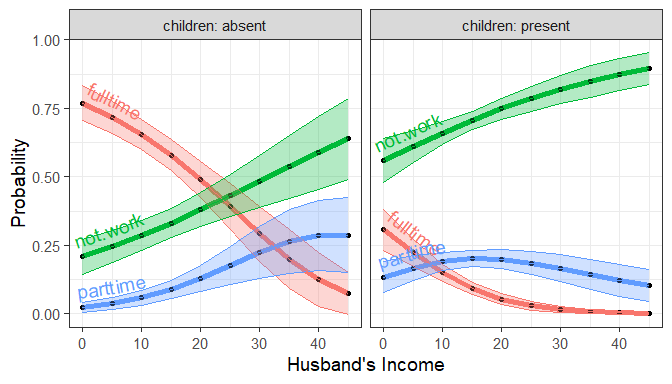 children: absent
children: present
1.00
0.75
0.50
0.25
0.00
Probability
fulltime
not.work
parttime
not.work
fulltime
parttime
0 10 20 30 40
0 10 20 30 40
Husband's Income